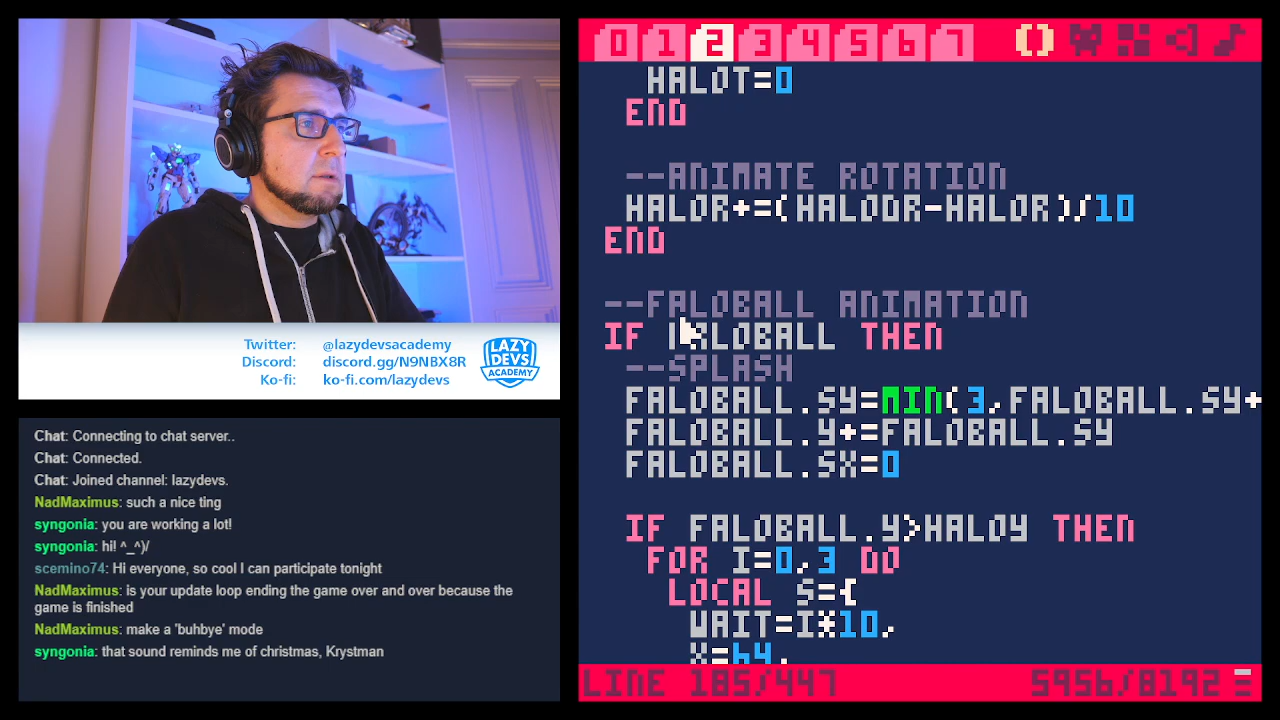 Twitter: @lazydevsacademy
Discord: discord.gg/N9NBX8R
Ko-fi: ko-fi.com/lazydevs
LAZY
DEVS
ACADEMY
Chat: Connecting to chat server..
Chat: Connected.
Chat: Joined channel: lazydevs.
NadMaximus: such a nice ting
syngonia: you are working a lot!
syngonia: hi! ^_^)/
scemino74: Hi everyone, so cool I can participate tonight
NadMaximus: is your update loop ending the game over and over because the
game is finished
NadMaximus: make a 'buhbye' mode
syngonia: that sound reminds me of christmas, Krystman
0 1 2 3 4 5 6 7 ()
HALOT=0
END
--ANIMATE ROTATION
HALOR+=(HALODR-HALOR)/10
END
--FALOBALL ANIMATION
IF FALOBALL THEN
--SPLASH
FALOBALL.SY=MIN(3,FALOBALL.SY+
FALOBALL.Y+=FALOBALL.SY
FALOBALL.SX=0
IF FALOBALL.Y>HALOY THEN
FOR I=0,3 DO
LOCAL S={
WAIT=I*10,
X=64,
LINE 185/447 5956/8192